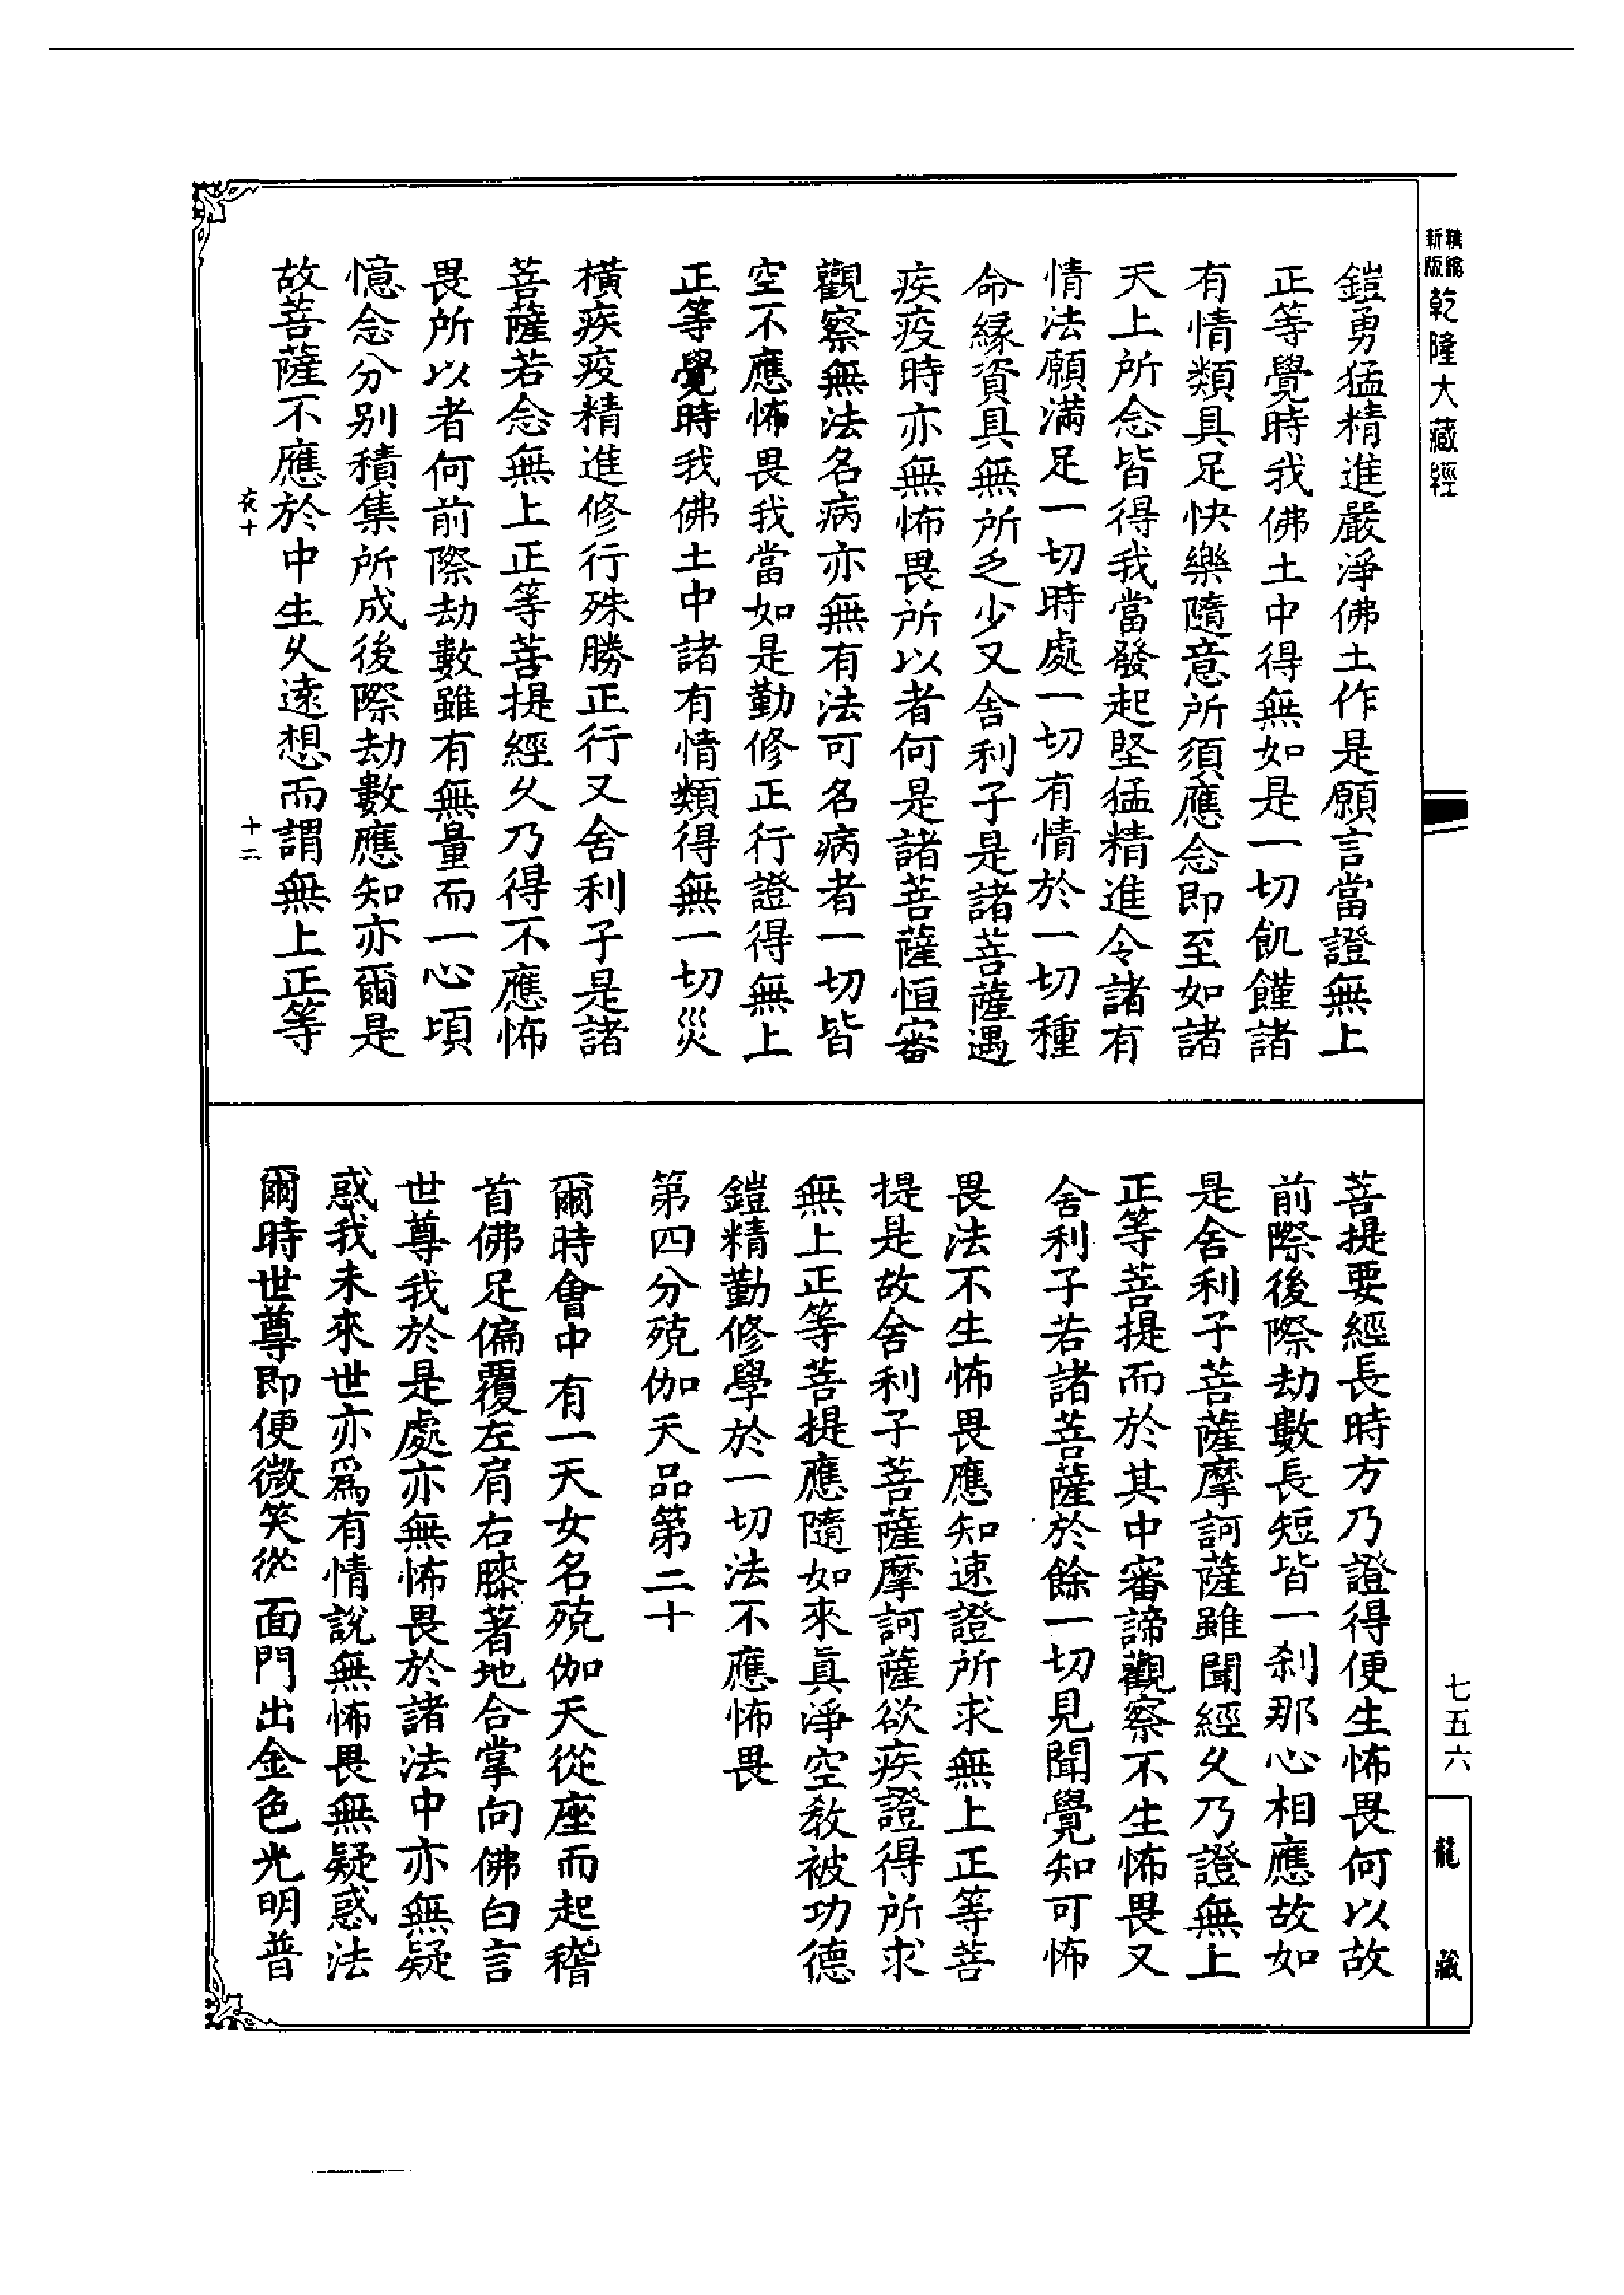 精縮
新版
乾隆大藏經
鎧勇猛精進嚴淨佛土作是願言當證無上
正等覺時我佛土中得無如是一切飢饉諸
有情類具足快樂隨意所須應念即至如諸
天上所念皆得我當發起堅猛精進令諸有
情法願滿足一切時處一切有情於一切種
命緣資具無所乏少又舍利子是諸菩薩遇
疾疫時亦無怖畏所以者何是諸菩薩恒審
觀察無法名病亦無有法可名病者一切皆
空不應怖畏我當如是勤修正行證得無上
正等覺時我佛土中諸有情類得無一切災
橫疾疫精進修行殊勝正行又舍利子是諸
菩薩若念無上正等菩提經久乃得不應怖
畏所以者何前際劫數雖有無量而一心頃
憶念分別積集所成後際劫數應知亦爾是
故菩薩不應於中生久遠想而謂無上正等
十二
菩提要經長時方乃證得便生怖畏何以故
前際後際劫數長短皆一剎那心相應故如
是舍利子菩薩摩訶薩雖聞經久乃證無上
正等菩提而於其中審諦觀察不生怖畏又
舍利子若諸菩薩於餘一切見聞覺知可怖
畏法不生怖畏應知速證所求無上正等菩
提是故舍利子菩薩摩訶薩欲疾證得所求
無上正等菩提應隨如來真淨空教被功德
鎧精勤修學於一切法不應怖畏
第四分殑伽天品第二十
爾時會中有一天女名殑伽天從座而起稽
首佛足偏覆左肩右膝著地合掌向佛白言
世尊我於是處亦無怖畏於諸法中亦無疑
惑我未來世亦為有情說無怖畏無疑惑法
爾時世尊即便微笑從面門出金色光明普
七五六
龍藏